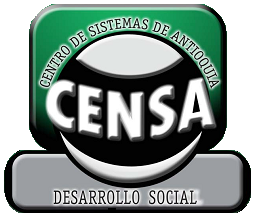 CENTRO DE SISTEMAS DE ANTIOQUIA
CENSA
DESARROLLO SOCIAL